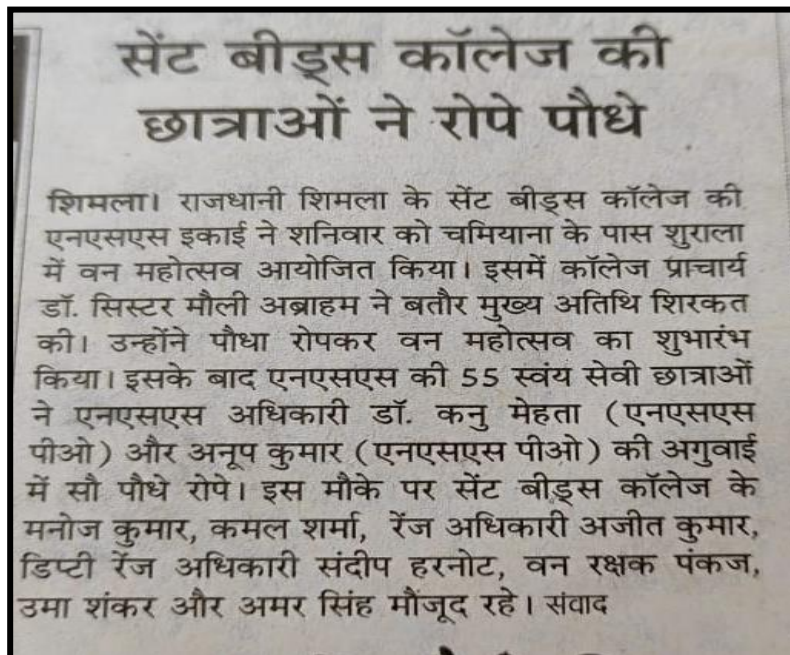 सेंट बीड्स कॉलेज की
छात्राओं ने रोपे पौधे
शिमला। राजधानी शिमला के सेंट बीड्स कॉलेज की
एनएसएस इकाई ने शनिवार को चमियाना के पास शुराला
में वन महोत्सव आयोजित किया। इसमें कॉलेज प्राचार्य
डॉ. सिस्टर मौली अब्राहम ने बतौर मुख्य अतिथि शिरकत
की। उन्होंने पौधा रोपकर वन महोत्सव का शुभारंभ
किया। इसके बाद एनएसएस की 55 स्वंय सेवी छात्राओं
ने एनएसएस अधिकारी डॉ. कनु मेहता (एनएसएस
पीओ) और अनूप कुमार (एनएसएस पीओ) की अगुवाई
में सौ पौधे रोपे। इस मौके पर सेंट बीड्स कॉलेज के
मनोज कुमार, कमल शर्मा, रेंज अधिकारी अजीत कुमार,
डिप्टी रेंज अधिकारी संदीप हरनोट, वन रक्षक पंकज,
उमा शंकर और अमर सिंह मौजूद रहे। संवाद